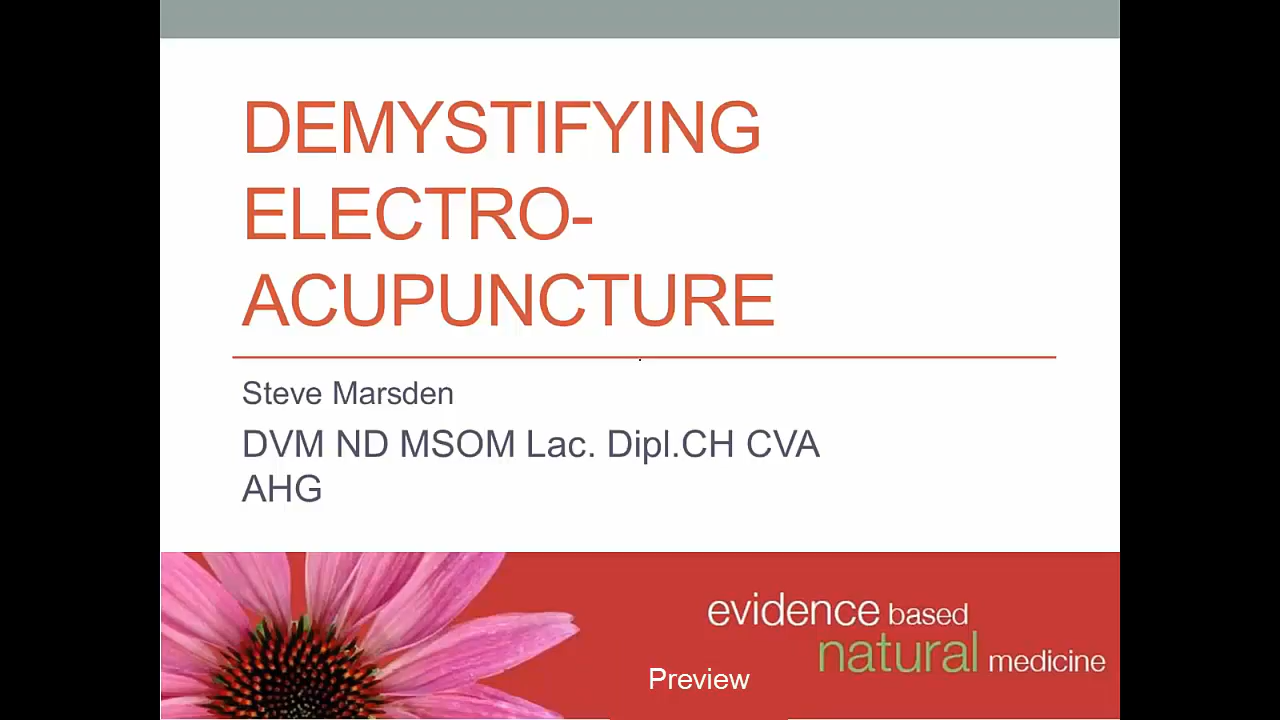 DEMYSTIFYING
ELECTRO-
ACUPUNCTURE
Steve Marsden
DVM ND MSOM Lac. Dipl.CH CVA
AHG
evidence based
natural medicine
Preview